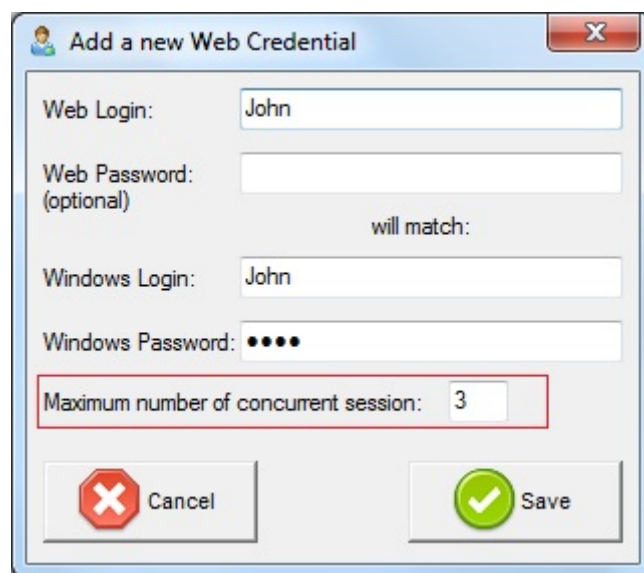 Add a new Web Credential
Web Login: John
Web Password:
(optional)
will match:
Windows Login: John
Windows Password: ●●●●
Maximum number of concurrent session: 3
Cancel Save